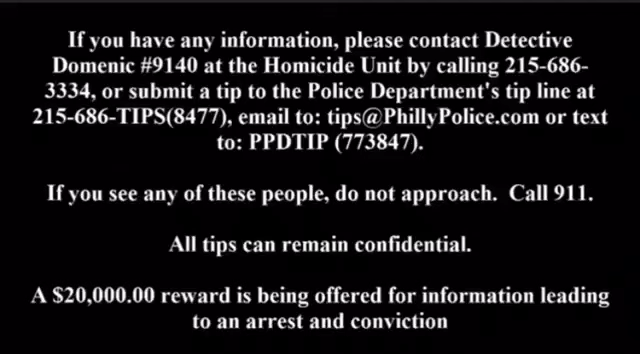 If you have any information, please contact Detective
Domenic #9140 at the Homicide Unit by calling 215-686-
3334, or submit a tip to the Police Department's tip line at
215-686-TIPS(8477), email to: tips@PhillyPolice.com or text
to: PPDTIP (773847).
If you see any of these people, do not approach.  Call 911.
All tips can remain confidential.
A $20,000.00 reward is being offered for information leading
to an arrest and conviction